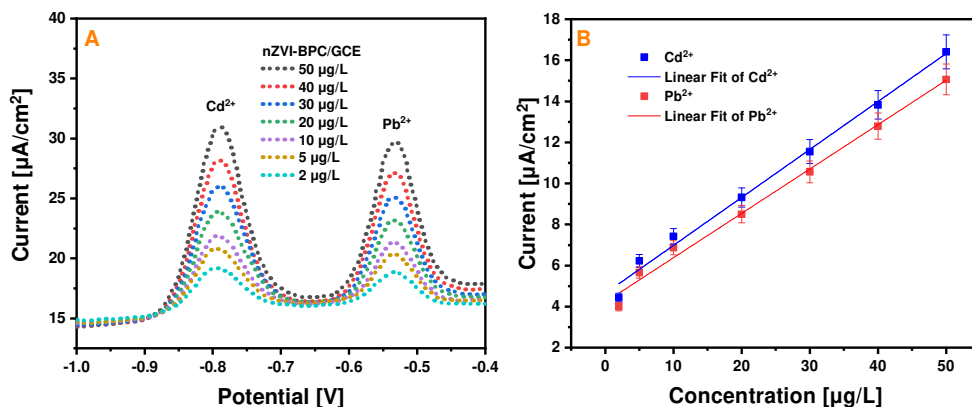 A
nZVI-BPC/GCE
50 µg/L
40 µg/L
30 µg/L
20 µg/L
10 µg/L
5 µg/L
2 µg/L
Cd²⁺
Pb²⁺
40
35
30
25
20
15
-1.0 -0.9 -0.8 -0.7 -0.6 -0.5 -0.4
Current [µA/cm²]
Potential [V]
B
Cd²⁺
Linear Fit of Cd²⁺
Pb²⁺
Linear Fit of Pb²⁺
18
16
14
12
10
8
6
4
2
0 10 20 30 40 50
Current [µA/cm²]
Concentration [µg/L]